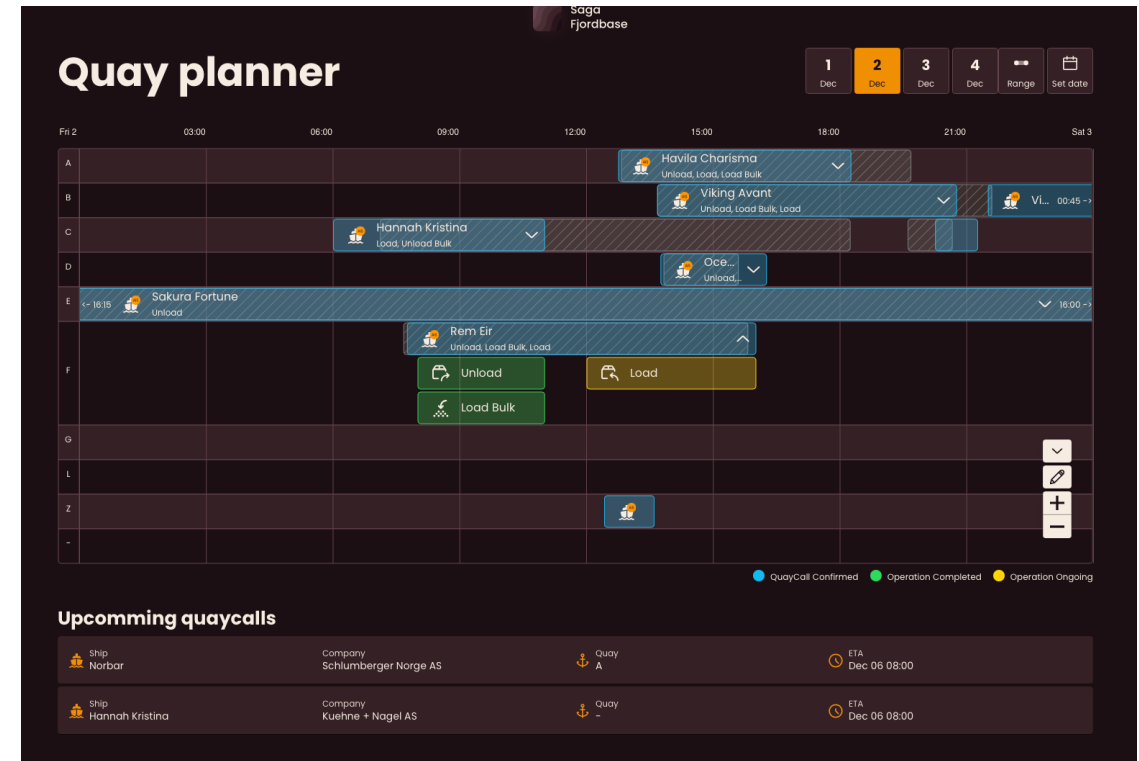 Saga
Fjordbase
Quay planner
1
Dec
2
Dec
3
Dec
4
Dec
Range
Set date
Fri 2
03:00
06:00
09:00
12:00
15:00
18:00
21:00
Sat 3
A
Havila Charisma
Unload, Load, Load Bulk
B
Viking Avant
Unload, Load Bulk, Load
Vi... 00:45 ->
C
Hannah Kristina
Load, Unload Bulk
D
Oce...
Unload,...
E
<- 16:15
Sakura Fortune
Unload
16:00 ->
F
Rem Eir
Unload, Load Bulk, Load
Unload
Load
Load Bulk
G
L
Z
-
QuayCall Confirmed
Operation Completed
Operation Ongoing
Upcomming quaycalls
Ship
Norbar
Company
Schlumberger Norge AS
Quay
A
ETA
Dec 06 08:00
Ship
Hannah Kristina
Company
Kuehne + Nagel AS
Quay
-
ETA
Dec 06 08:00